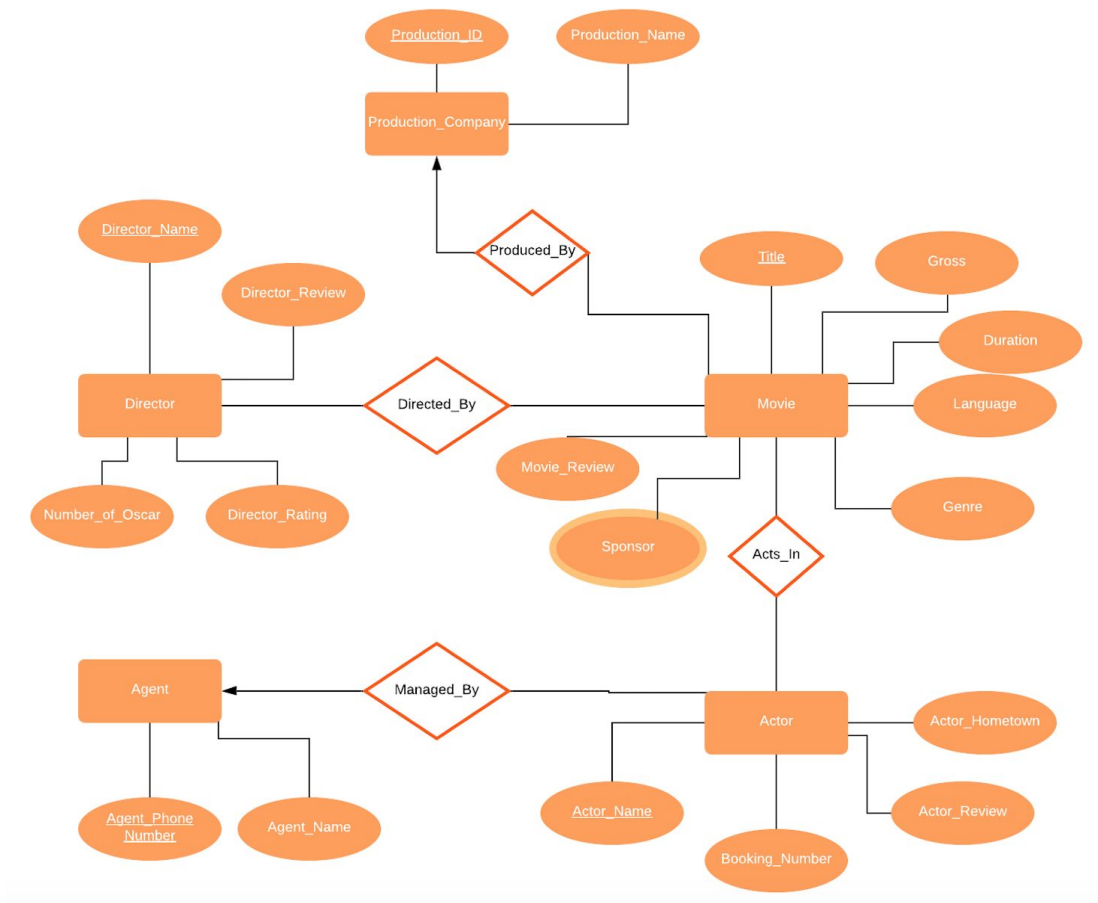 Production_ID
Production_Name
Production_Company
Director_Name
Produced_By
Title
Gross
Director_Review
Duration
Director
Directed_By
Movie
Language
Movie_Review
Number_of_Oscar
Director_Rating
Genre
Sponsor
Acts_In
Agent
Managed_By
Actor
Actor_Hometown
Agent_Phone
Number
Agent_Name
Actor_Name
Actor_Review
Booking_Number